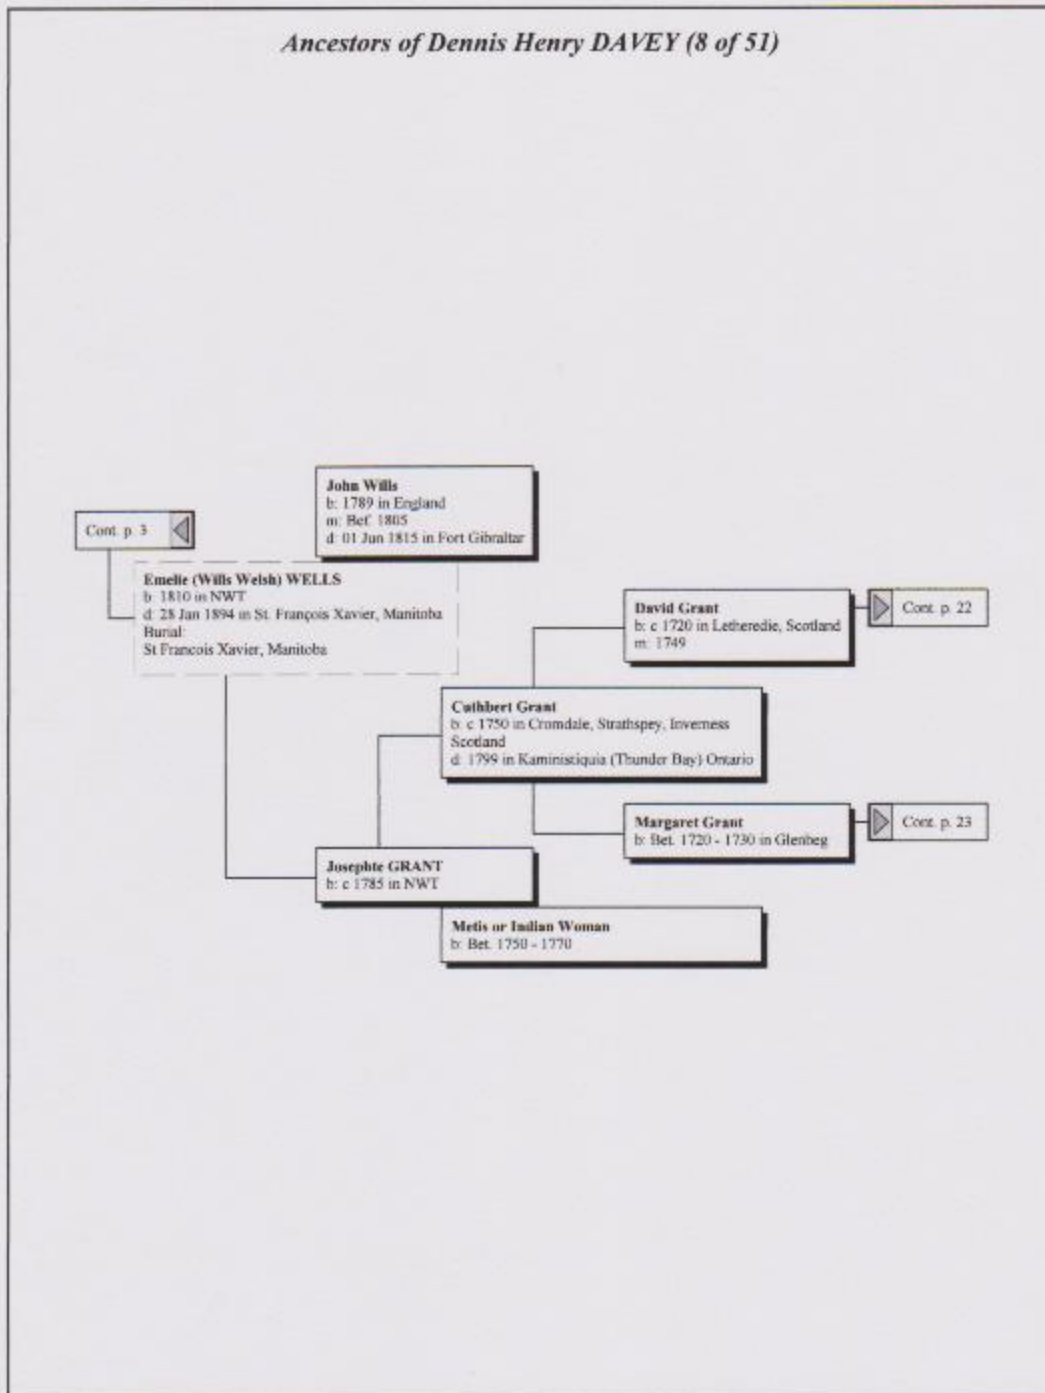 Ancestors of Dennis Henry DAVEY (8 of 51)
John Wills
b: 1789 in England
m: Bef. 1805
d: 01 Jun 1815 in Fort Gibraltar
Cont. p. 3
Emelie (Wills Welsh) WELLS
b: 1810 in NWT
d: 28 Jan 1894 in St. François Xavier, Manitoba
Burial:
St Francois Xavier, Manitoba
David Grant
b: c 1720 in Letheredie, Scotland
m: 1749
Cont. p. 22
Cuthbert Grant
b: c 1750 in Cromdale, Strathspey, Inverness
Scotland
d: 1799 in Kaministiquia (Thunder Bay) Ontario
Margaret Grant
b: Bet. 1720 - 1730 in Glenbeg
Cont. p. 23
Josephte GRANT
b: c 1785 in NWT
Metis or Indian Woman
b: Bet. 1750 - 1770